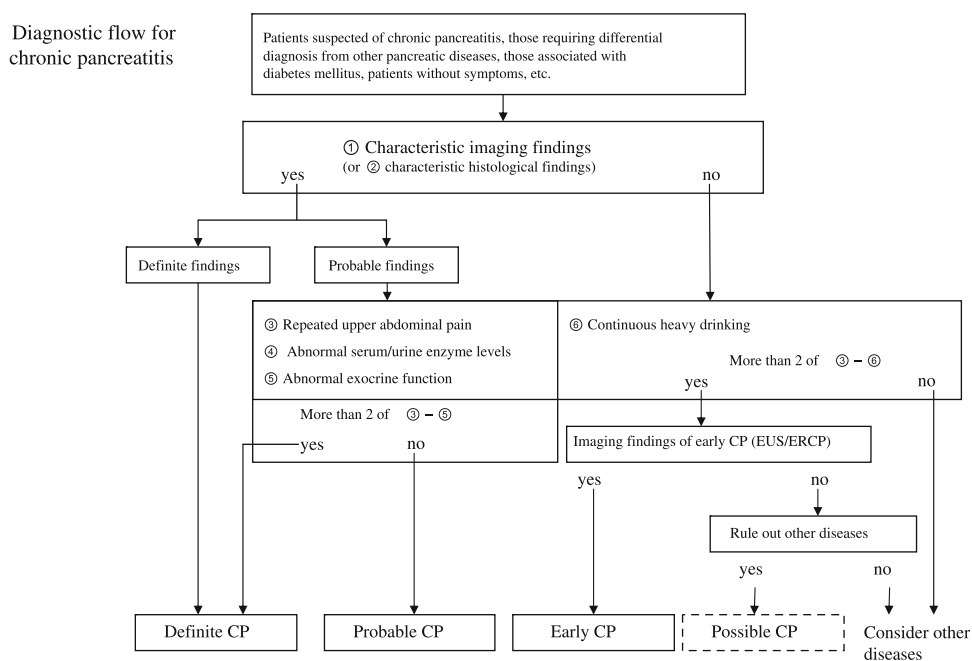 Diagnostic flow for
chronic pancreatitis
Patients suspected of chronic pancreatitis, those requiring differential
diagnosis from other pancreatic diseases, those associated with
diabetes mellitus, patients without symptoms, etc.
① Characteristic imaging findings
(or ② characteristic histological findings)
yes
no
Definite findings
Probable findings
③ Repeated upper abdominal pain
④ Abnormal serum/urine enzyme levels
⑤ Abnormal exocrine function
⑥ Continuous heavy drinking
More than 2 of ③ – ⑥
yes
no
More than 2 of ③ – ⑤
yes
no
Imaging findings of early CP (EUS/ERCP)
yes
no
Rule out other diseases
yes
no
Definite CP
Probable CP
Early CP
Possible CP
Consider other
diseases